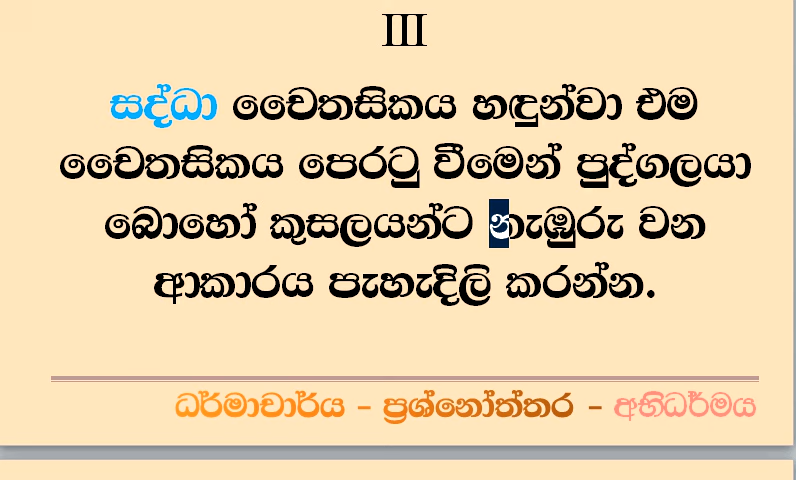 III
සද්ධා චෛතසිකය හඳුන්වා එම
චෛතසිකය පෙරටු වීමෙන් පුද්ගලයා
බොහෝ කුසලයන්ට නැඹුරු වන
ආකාරය පැහැදිලි කරන්න.
ධර්මාචාර්ය – ප්‍රශ්නෝත්තර – අභිධර්මය